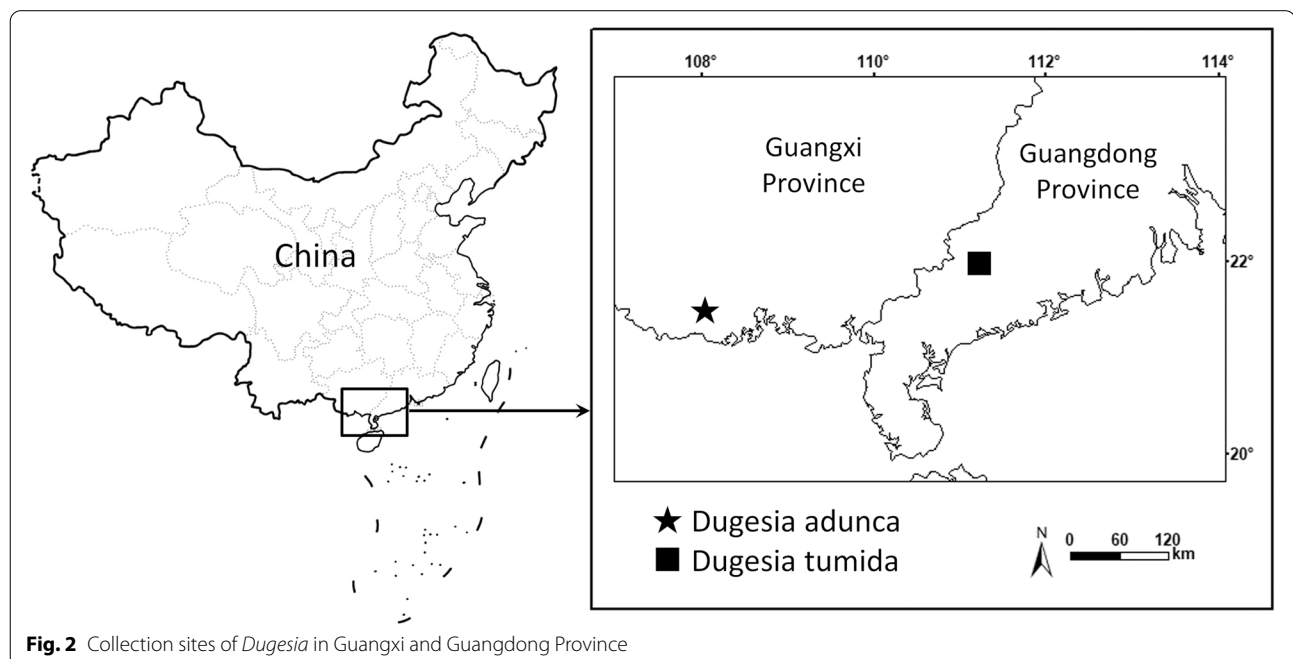 108° 110° 112° 114°
Guangxi
Province
Guangdong
Province
China
22°
20°
Dugesia adunca
Dugesia tumida
N
0 60 120
km
Fig. 2 Collection sites of Dugesia in Guangxi and Guangdong Province